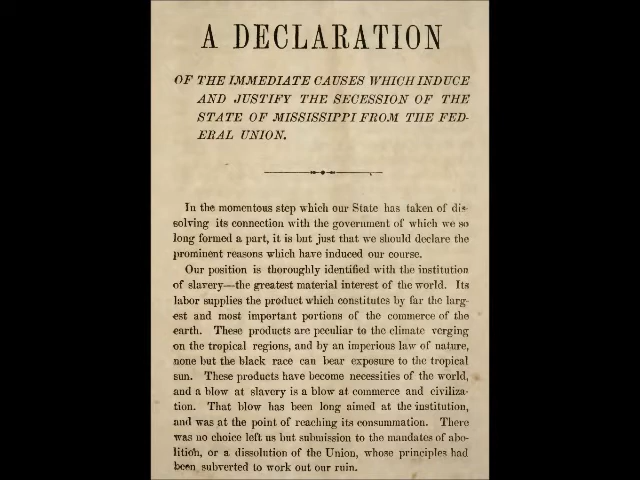 A DECLARATION
OF THE IMMEDIATE CAUSES WHICH INDUCE
AND JUSTIFY THE SECESSION OF THE
STATE OF MISSISSIPPI FROM THE FED-
ERAL UNION.
In the momentous step which our State has taken of dis-
solving its connection with the government of which we so
long formed a part, it is but just that we should declare the
prominent reasons which have induced our course.
Our position is thoroughly identified with the institution
of slavery—the greatest material interest of the world. Its
labor supplies the product which constitutes by far the larg-
est and most important portions of the commerce of the
earth. These products are peculiar to the climate verging
on the tropical regions, and by an imperious law of nature,
none but the black race can bear exposure to the tropical
sun. These products have become necessities of the world,
and a blow at slavery is a blow at commerce and civiliza-
tion. That blow has been long aimed at the institution,
and was at the point of reaching its consummation. There
was no choice left us but submission to the mandates of abo-
lition, or a dissolution of the Union, whose principles had
been subverted to work out our ruin.